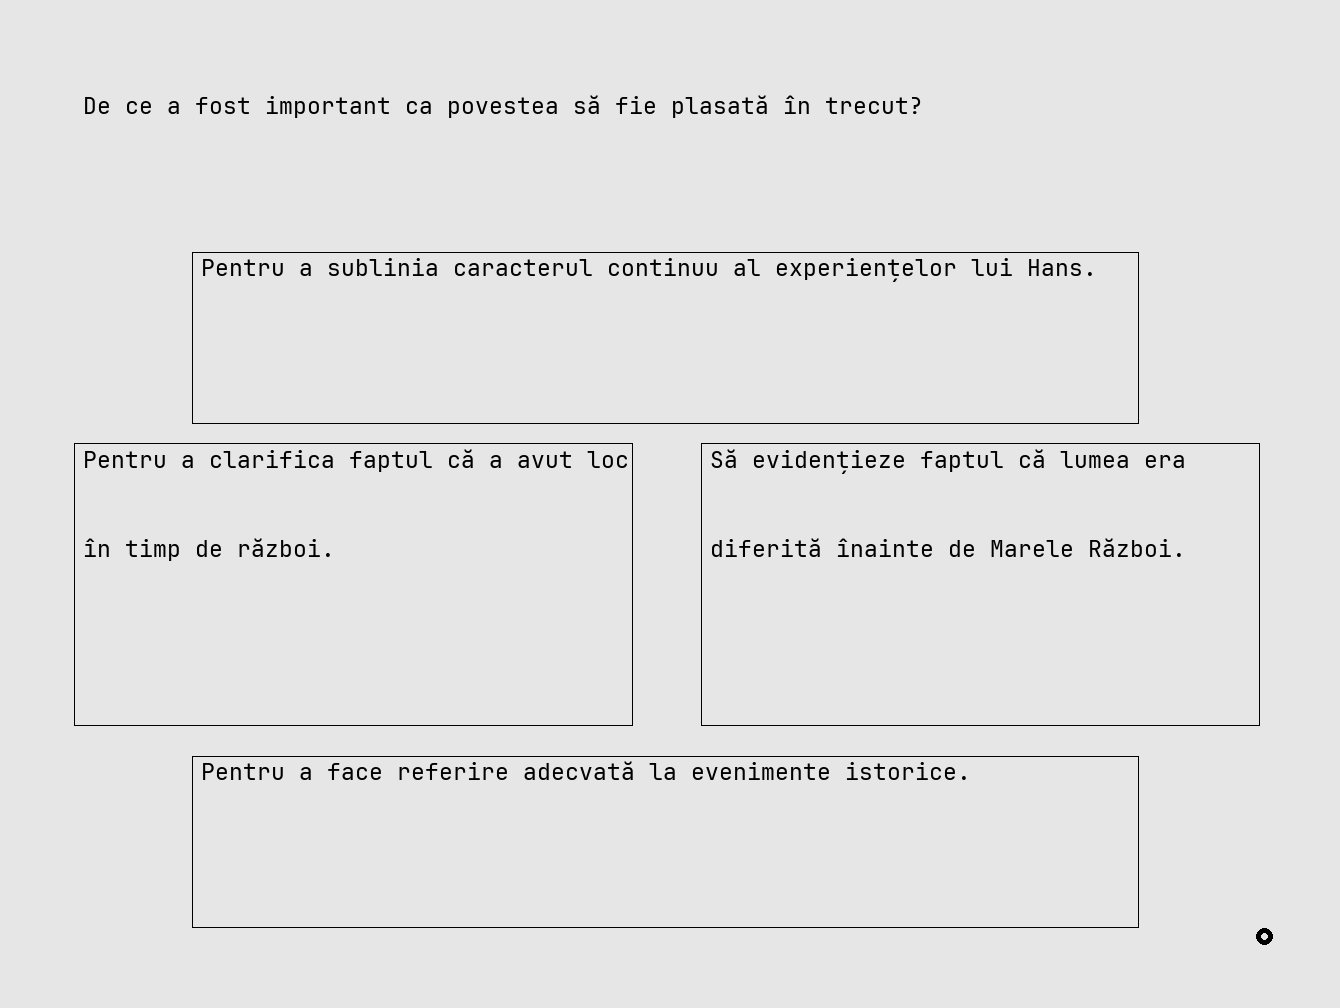 De ce a fost important ca povestea să fie plasată în trecut?
Pentru a sublinia caracterul continuu al experiențelor lui Hans.
Pentru a clarifica faptul că a avut loc
în timp de război.
Să evidențieze faptul că lumea era
diferită înainte de Marele Război.
Pentru a face referire adecvată la evenimente istorice.